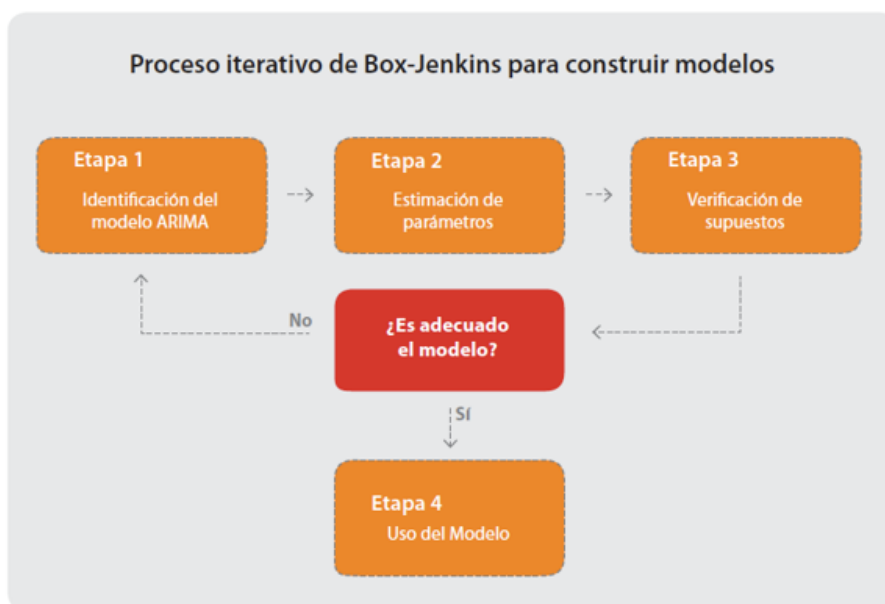 Proceso iterativo de Box-Jenkins para construir modelos
Etapa 1
Identificación del
modelo ARIMA
Etapa 2
Estimación de
parámetros
Etapa 3
Verificación de
supuestos
¿Es adecuado
el modelo?
No
Sí
Etapa 4
Uso del Modelo